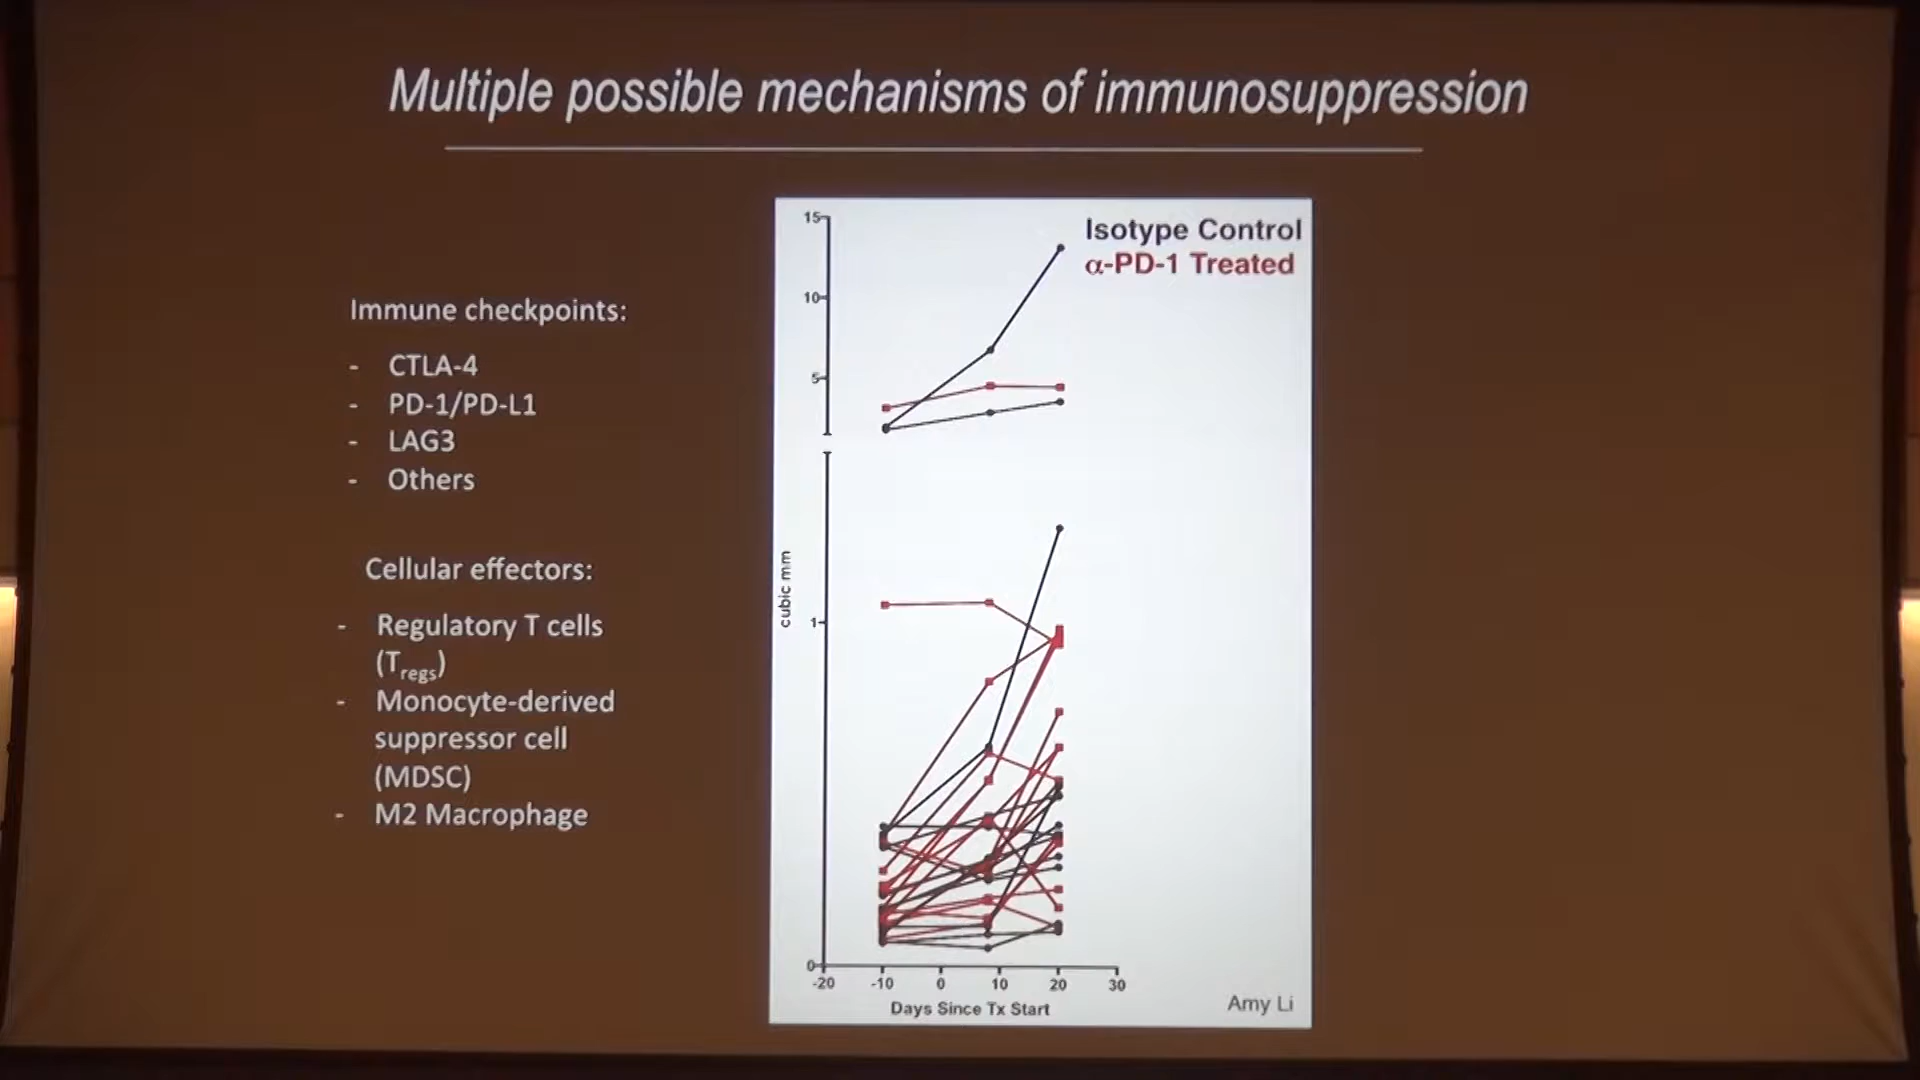 Multiple possible mechanisms of immunosuppression
Immune checkpoints:
- CTLA-4
- PD-1/PD-L1
- LAG3
- Others
Cellular effectors:
- Regulatory T cells
(Tregs)
- Monocyte-derived
suppressor cell
(MDSC)
- M2 Macrophage
Isotype Control
α-PD-1 Treated
15
10
5
cubic mm
1
0
-20 -10 0 10 20 30
Days Since Tx Start
Amy Li